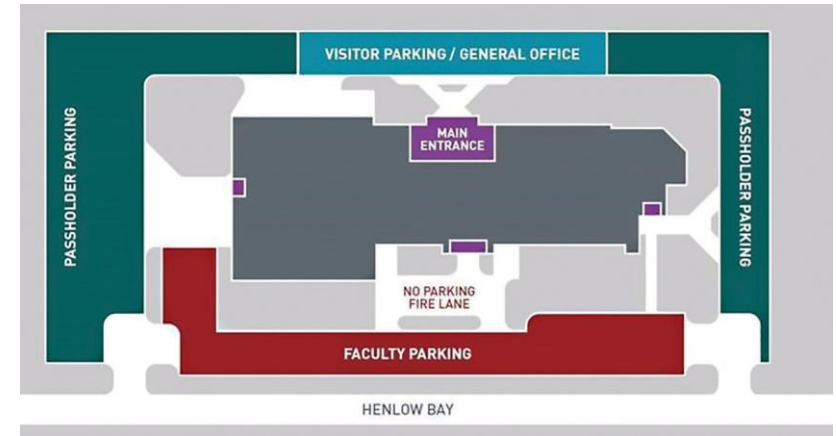 VISITOR PARKING / GENERAL OFFICE
MAIN
ENTRANCE
PASSHOLDER PARKING
PASSHOLDER PARKING
NO PARKING
FIRE LANE
FACULTY PARKING
HENLOW BAY